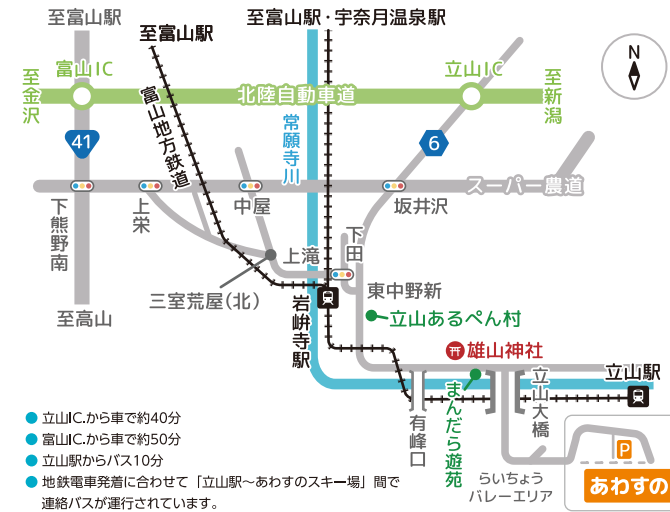 至富山駅
至富山駅
至富山駅・宇奈月温泉駅
N
富山IC
立山IC
至金沢
北陸自動車道
至新潟
富山地方鉄道
常願寺川
41
6
スーパー農道
下熊野南
上栄
中屋
坂井沢
上滝
下田
三室荒屋(北)
東中野新
至高山
岩峅寺駅
立山あるぺん村
雄山神社
立山駅
まんだら遊苑
有峰口
立山大橋
らいちょう
バレーエリア
P
あわすの
立山IC.から車で約40分
富山IC.から車で約50分
立山駅からバス10分
地鉄電車発着に合わせて「立山駅～あわすのスキー場」間で
連絡バスが運行されています。